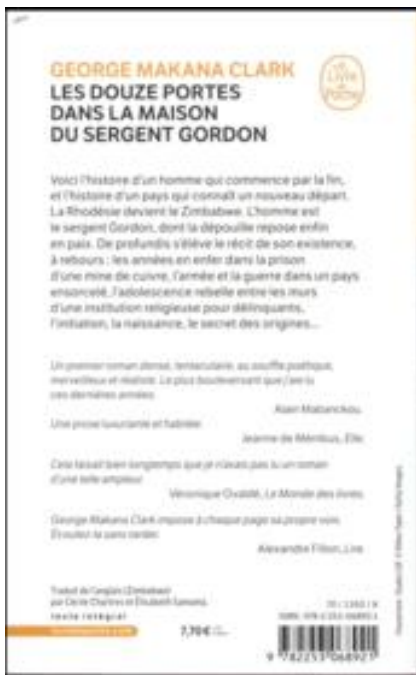 GEORGE MAKANA CLARK
Le Livre de Poche
LES DOUZE PORTES
DANS LA MAISON
DU SERGENT GORDON
Voici l'histoire d'un homme qui commence par la fin,
et l'histoire d'un pays qui connaît un nouveau départ.
La Rhodésie devient le Zimbabwe. L'homme est
le sergent Gordon, dont la dépouille repose enfin
en paix. De profundis s'élève le récit de son existence,
à rebours : les années en enfer dans la prison
d'une mine de cuivre, l'armée et la guerre dans un pays
ensorcelé, l'adolescence rebelle entre les murs
d'une institution religieuse pour délinquants,
l'initiation, la naissance, le secret des origines...
Un premier roman dense, tentaculaire, au souffle poétique,
merveilleux et réaliste. Le plus bouleversant que j'aie lu
ces dernières années.
Alain Mabanckou.
Une prose luxuriante et habitée.
Jeanne de Ménibus, Elle.
Cela faisait bien longtemps que je n'avais pas lu un roman
d'une telle ampleur.
Véronique Ovaldé, Le Monde des livres.
George Makana Clark impose à chaque page sa propre voix.
Écoutez-la sans tarder.
Alexandre Fillon, Lire.
Traduit de l'anglais (Zimbabwe)
par Cécile Chartres et Élisabeth Samama.
texte intégral
7,70 €
9 782253 068921